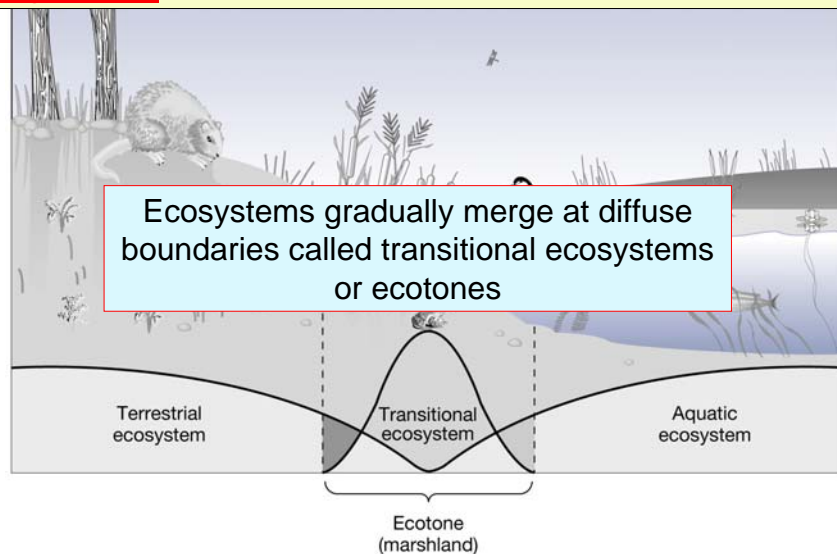 Ecosystems gradually merge at diffuse
boundaries called transitional ecosystems
or ecotones
Terrestrial
ecosystem
Transitional
ecosystem
Aquatic
ecosystem
Ecotone
(marshland)